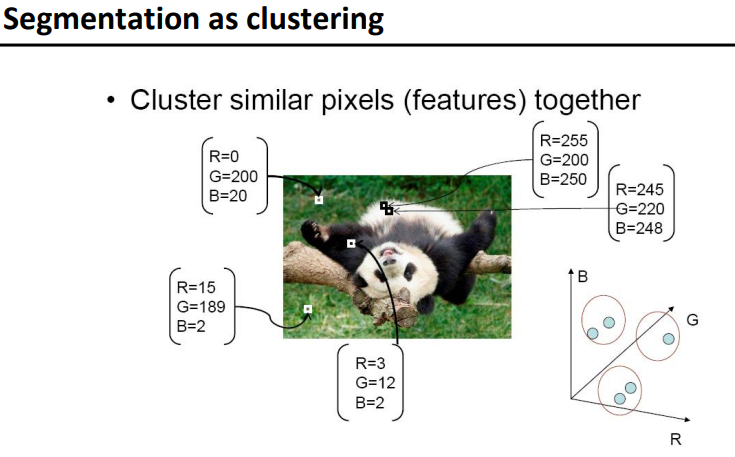 Segmentation as clustering
• Cluster similar pixels (features) together
R=0
G=200
B=20
R=255
G=200
B=250
R=245
G=220
B=248
R=15
G=189
B=2
R=3
G=12
B=2
B
G
R